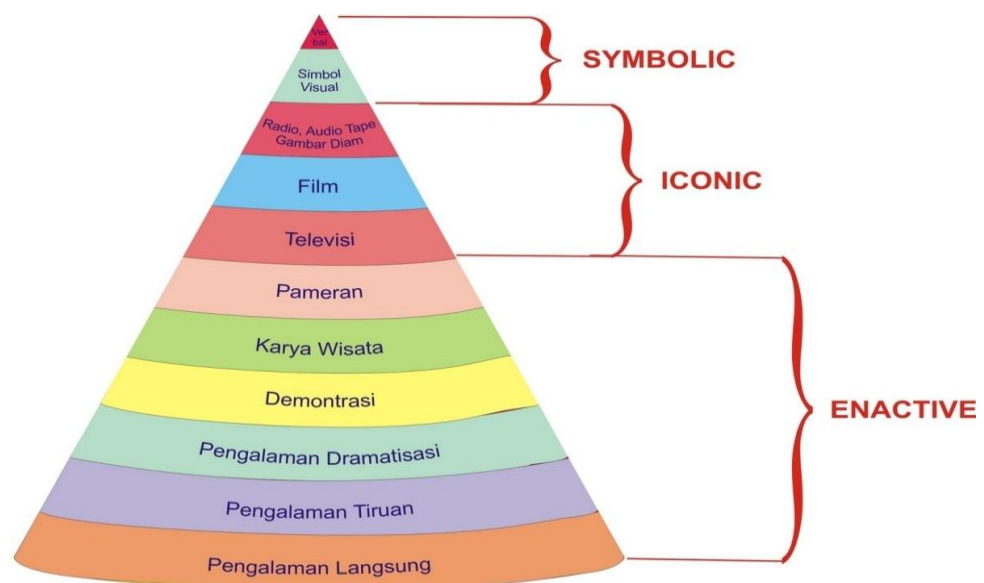 Ver
bal
SYMBOLIC
Simbol
Visual
Radio, Audio Tape
Gambar Diam
ICONIC
Film
Televisi
Pameran
Karya Wisata
Demontrasi
ENACTIVE
Pengalaman Dramatisasi
Pengalaman Tiruan
Pengalaman Langsung